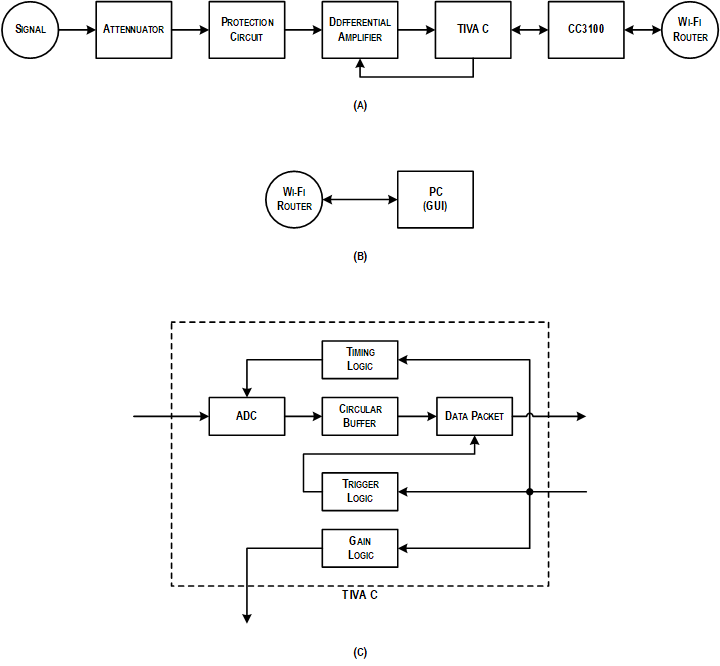 SIGNAL
ATTENNUATOR
PROTECTION
CIRCUIT
DDFFERENTIAL
AMPLIFIER
TIVA C
CC3100
WI-FI
ROUTER
(A)
WI-FI
ROUTER
PC
(GUI)
(B)
TIMING
LOGIC
ADC
CIRCULAR
BUFFER
DATA PACKET
TRIGGER
LOGIC
GAIN
LOGIC
TIVA C
(C)